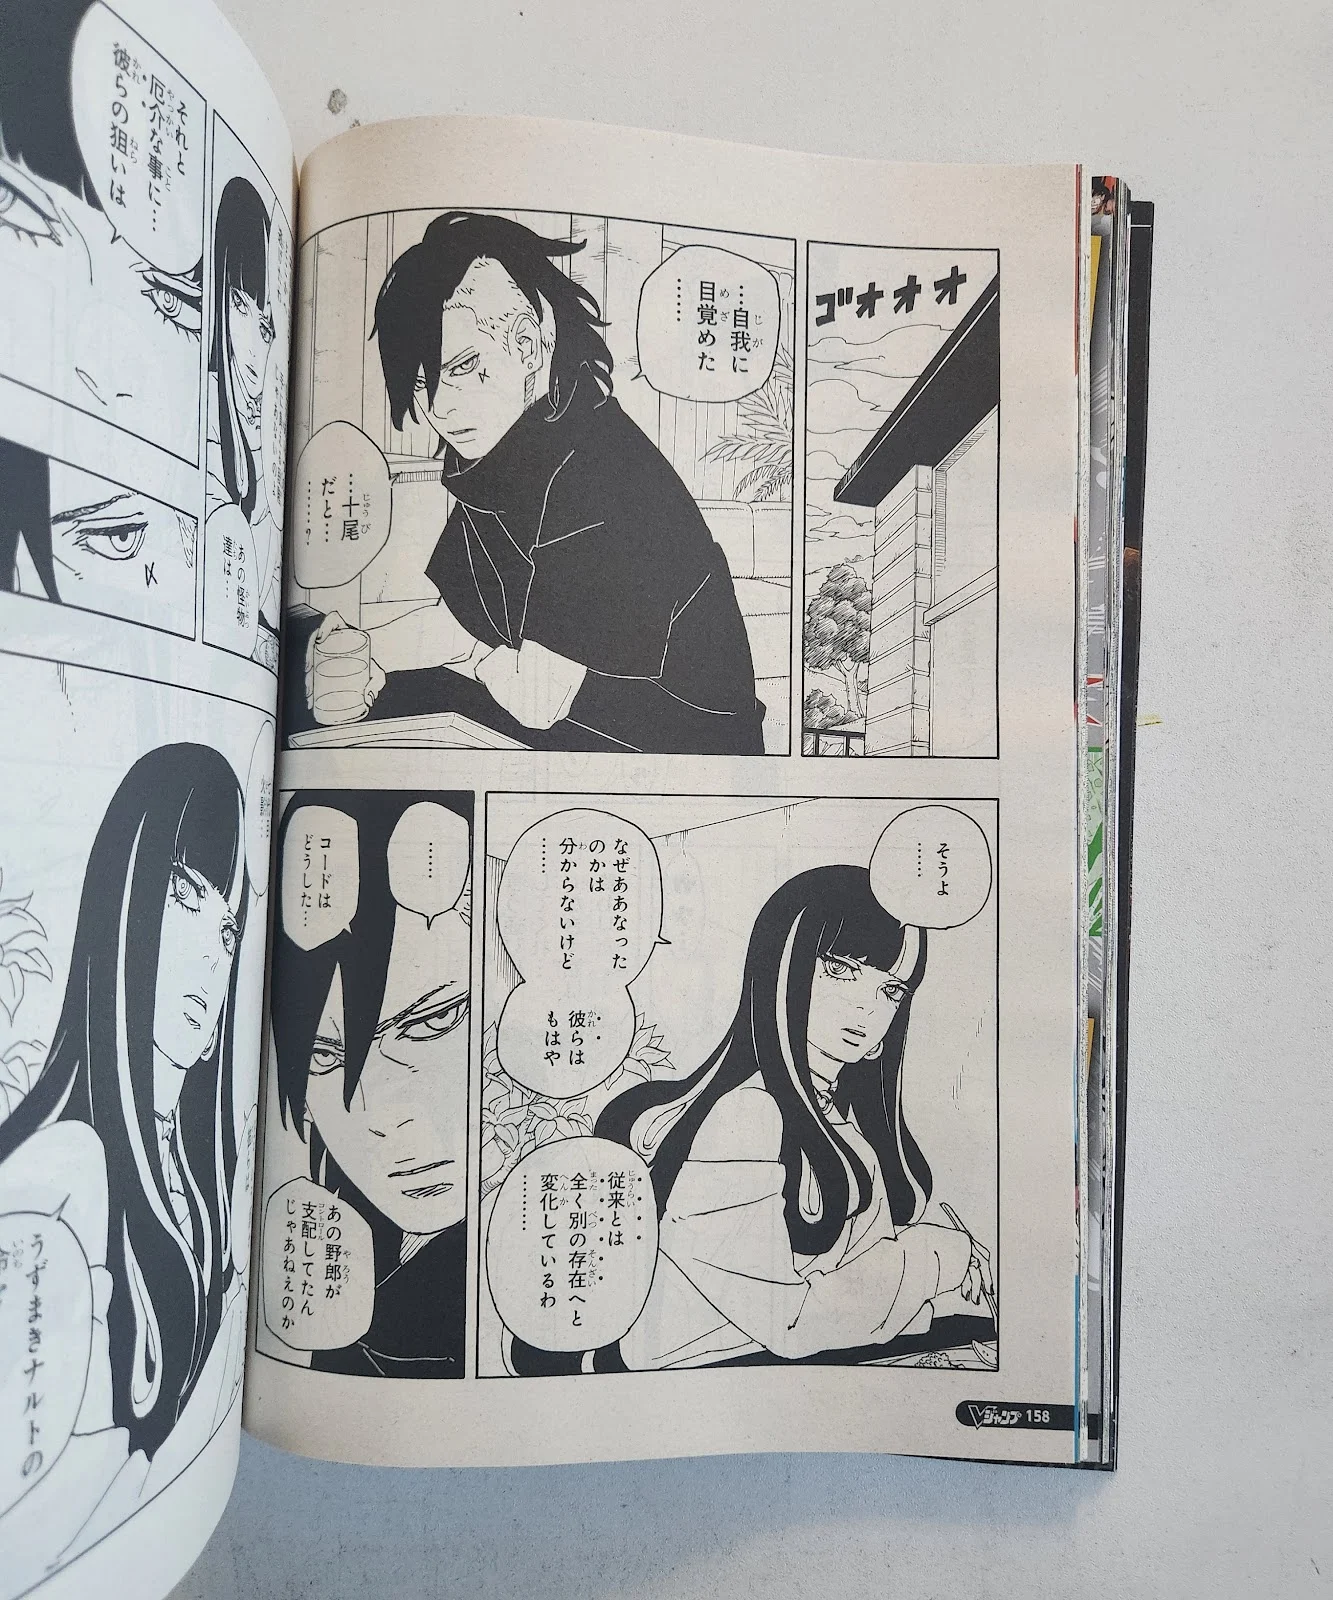 ゴオオオ
…自我に
目覚めた
……
…十尾
だと…
……?
そうよ
……
なぜああなった
のかは
分からないけど
……
彼らは
もはや
従来とは
全く別の存在へと
変化しているわ
………
……
コードは
どうした…
あの野郎が
支配してたん
じゃあねえのか
Vジャンプ 158
それと
厄介な事に…
彼らの狙いは
あの怪物
達は…
うずまきナルトの